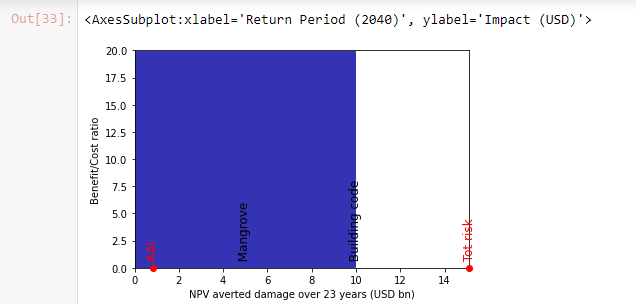 Out[33]: <AxesSubplot:xlabel='Return Period (2040)', ylabel='Impact (USD)'>
20.0
17.5
15.0
12.5
10.0
7.5
5.0
2.5
0.0
Benefit/Cost ratio
AAI
Mangrove
Building code
Tot risk
0 2 4 6 8 10 12 14
NPV averted damage over 23 years (USD bn)